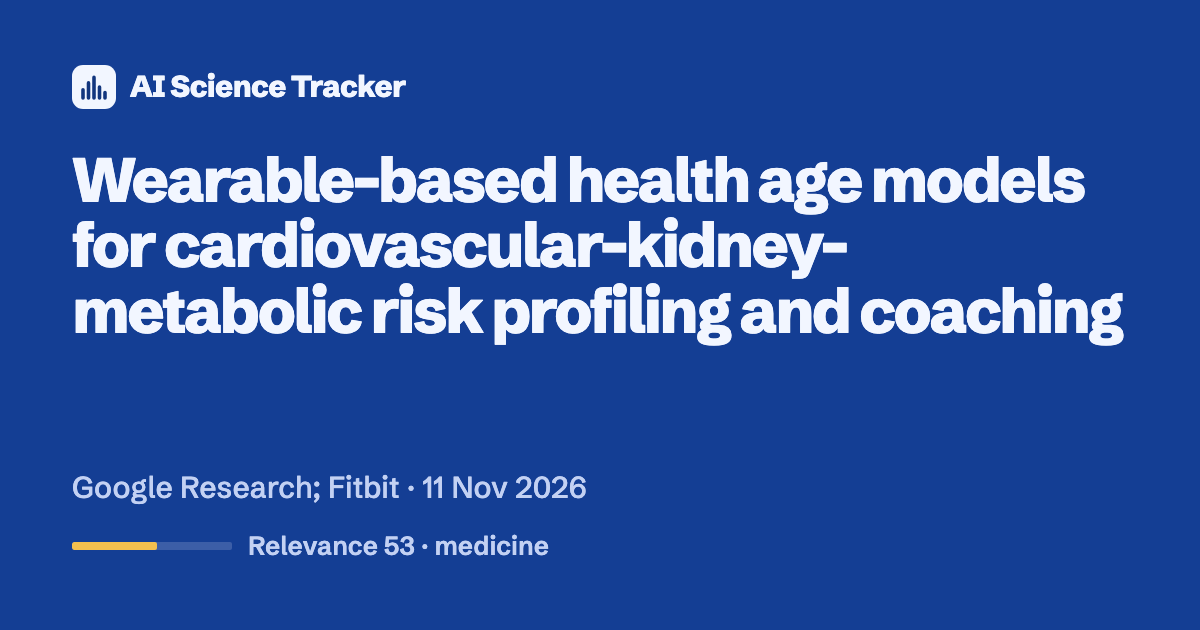 AI Science Tracker
Wearable-based health age models
for cardiovascular-kidney-
metabolic risk profiling and coaching
Google Research; Fitbit · 11 Nov 2026
Relevance 53 · medicine